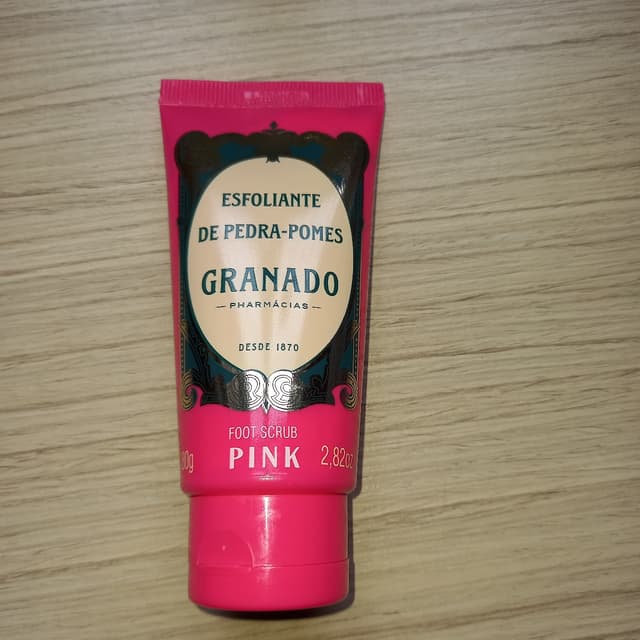 ESFOLIANTE
DE PEDRA-POMES
GRANADO
PHARMÁCIAS
DESDE 1870
FOOT SCRUB
PINK
2,82oz